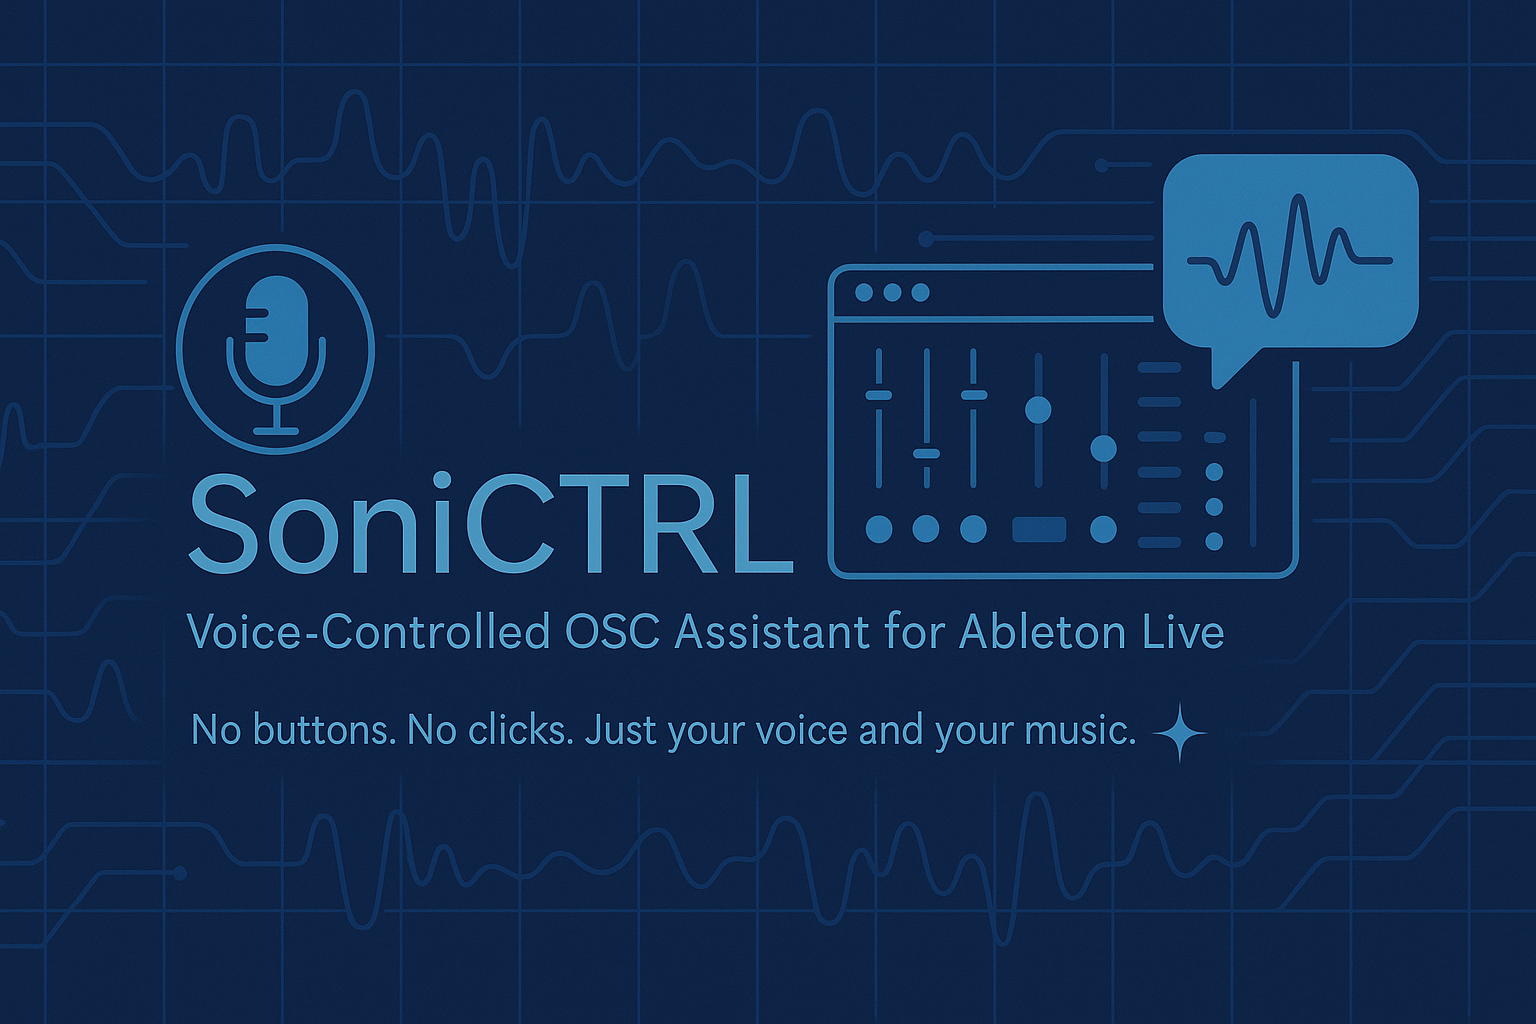 SoniCTRL
Voice-Controlled OSC Assistant for Ableton Live
No buttons. No clicks. Just your voice and your music.